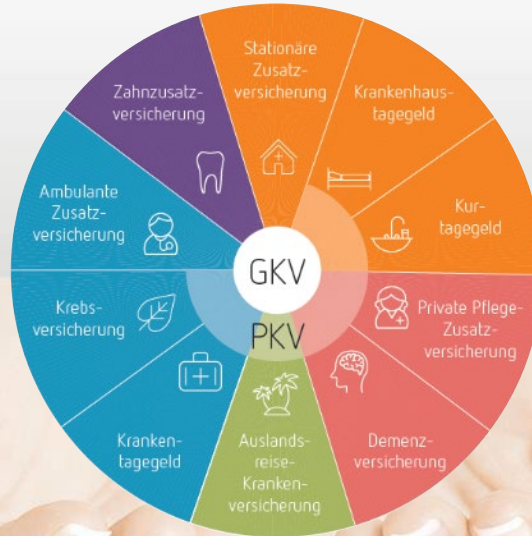 Stationäre
Zusatz-
versicherung
Krankenhaus-
tagegeld
Kur-
tagegeld
Private Pflege-
Zusatz-
versicherung
Demenz-
versicherung
Auslands-
reise-
Kranken-
versicherung
Kranken-
tagegeld
Krebs-
versicherung
Ambulante
Zusatz-
versicherung
Zahnzusatz-
versicherung
GKV
PKV